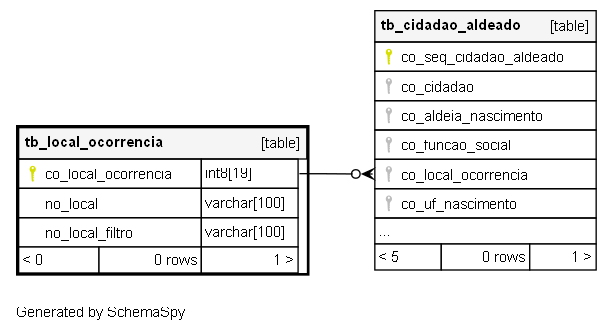 tb_local_ocorrencia [table]
co_local_ocorrencia int8[19]
no_local varchar[100]
no_local_filtro varchar[100]
< 0 0 rows 1 >
tb_cidadao_aldeado [table]
co_seq_cidadao_aldeado
co_cidadao
co_aldeia_nascimento
co_funcao_social
co_local_ocorrencia
co_uf_nascimento
...
< 5 0 rows 1 >
Generated by SchemaSpy